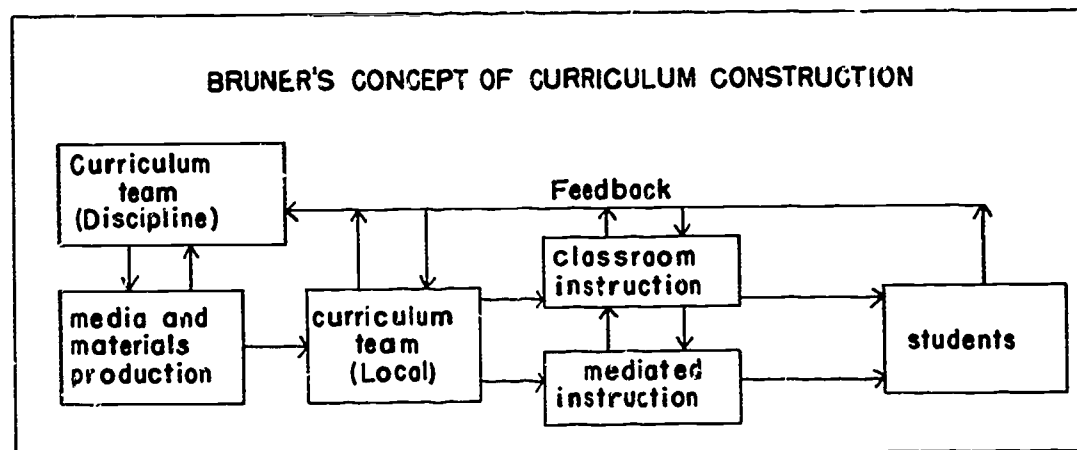 BRUNER'S CONCEPT OF CURRICULUM CONSTRUCTION
Curriculum
team
(Discipline)
Feedback
classroom
instruction
media and
materials
production
curriculum
team
(Local)
mediated
instruction
students